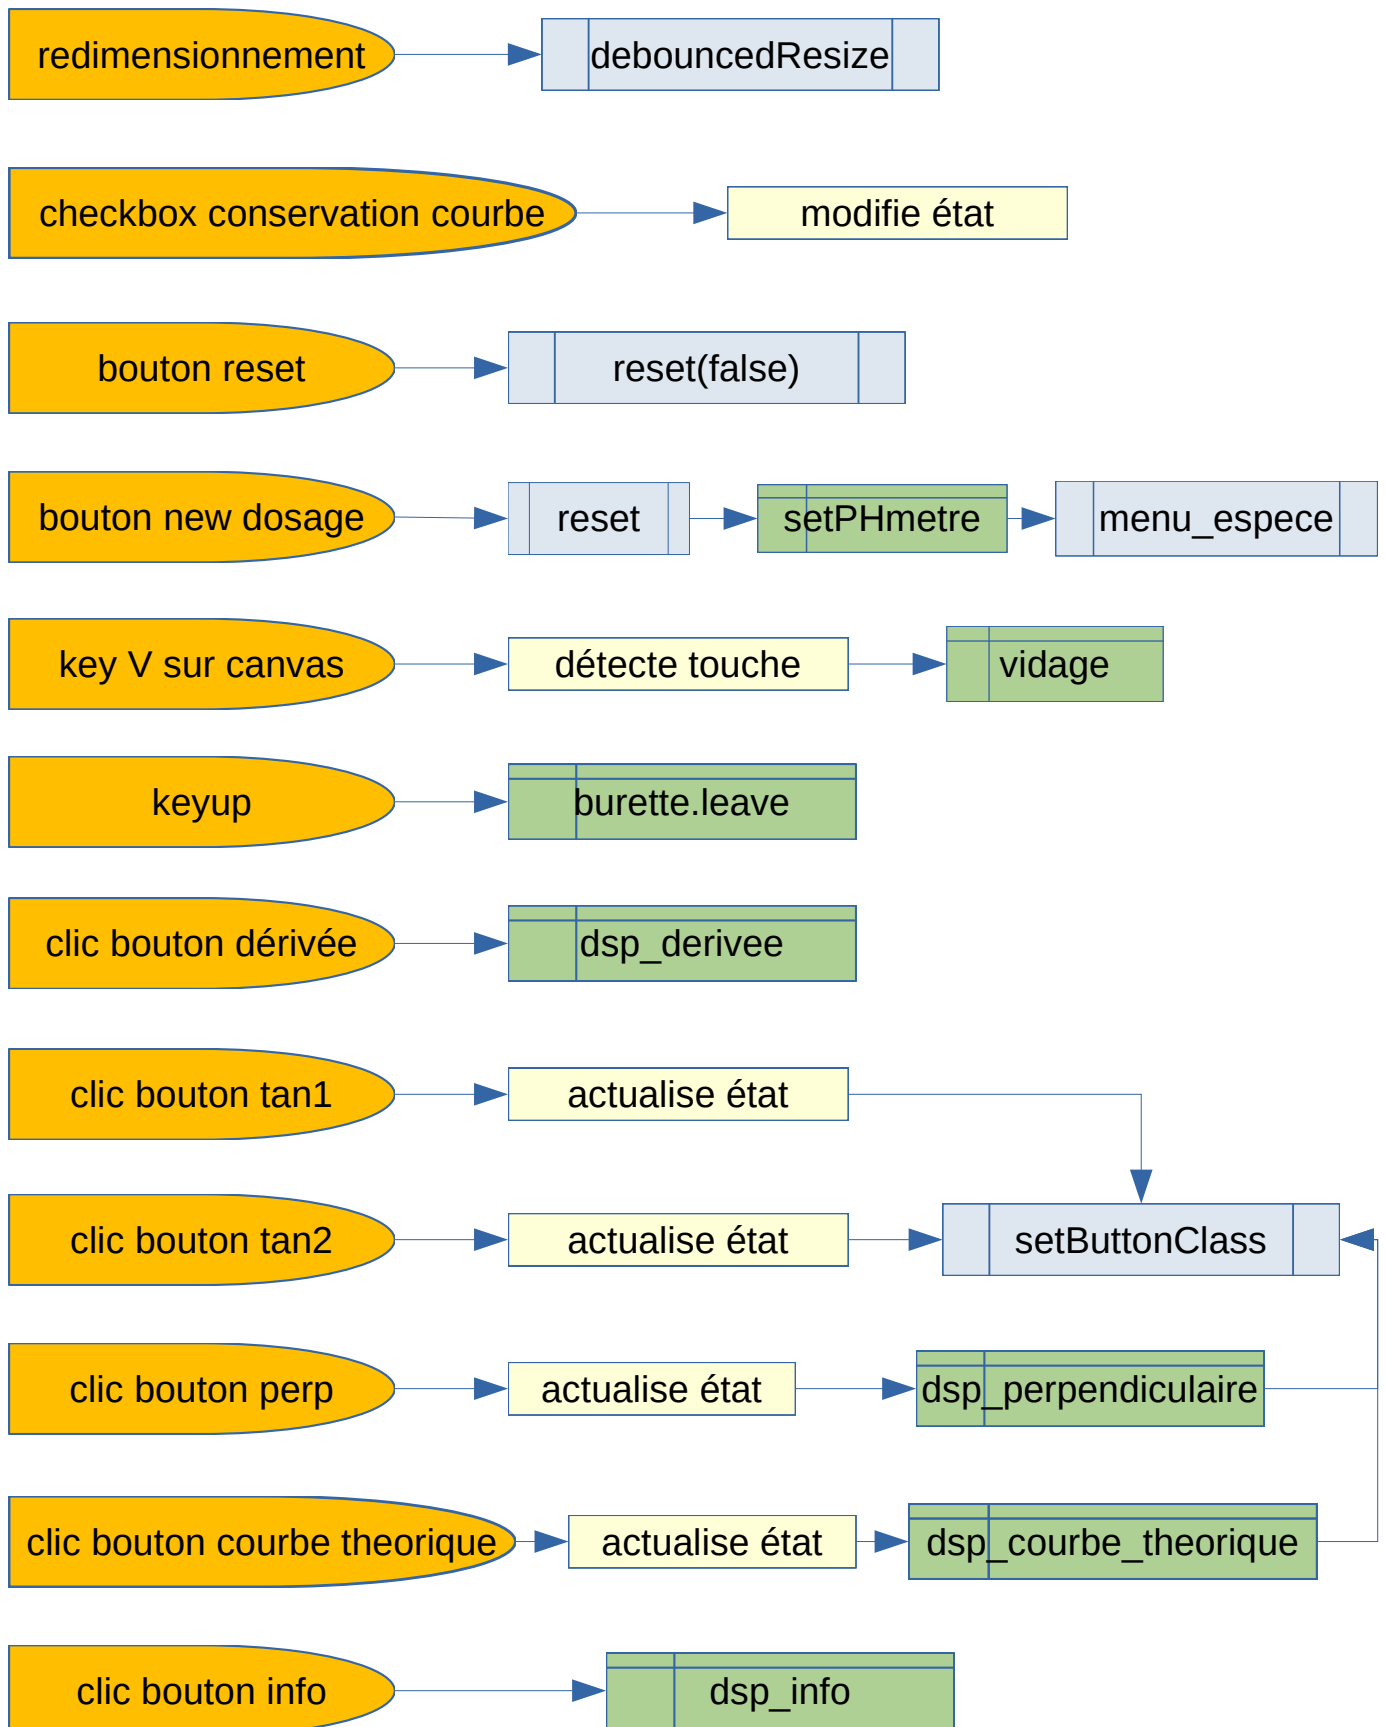 redimensionnement
debouncedResize
checkbox conservation courbe
modifie état
bouton reset
reset(false)
bouton new dosage
reset
setPHmetre
menu_espece
key V sur canvas
détecte touche
vidage
keyup
burette.leave
clic bouton dérivée
dsp_derivee
clic bouton tan1
actualise état
clic bouton tan2
actualise état
setButtonClass
clic bouton perp
actualise état
dsp_perpendiculaire
clic bouton courbe theorique
actualise état
dsp_courbe_theorique
clic bouton info
dsp_info